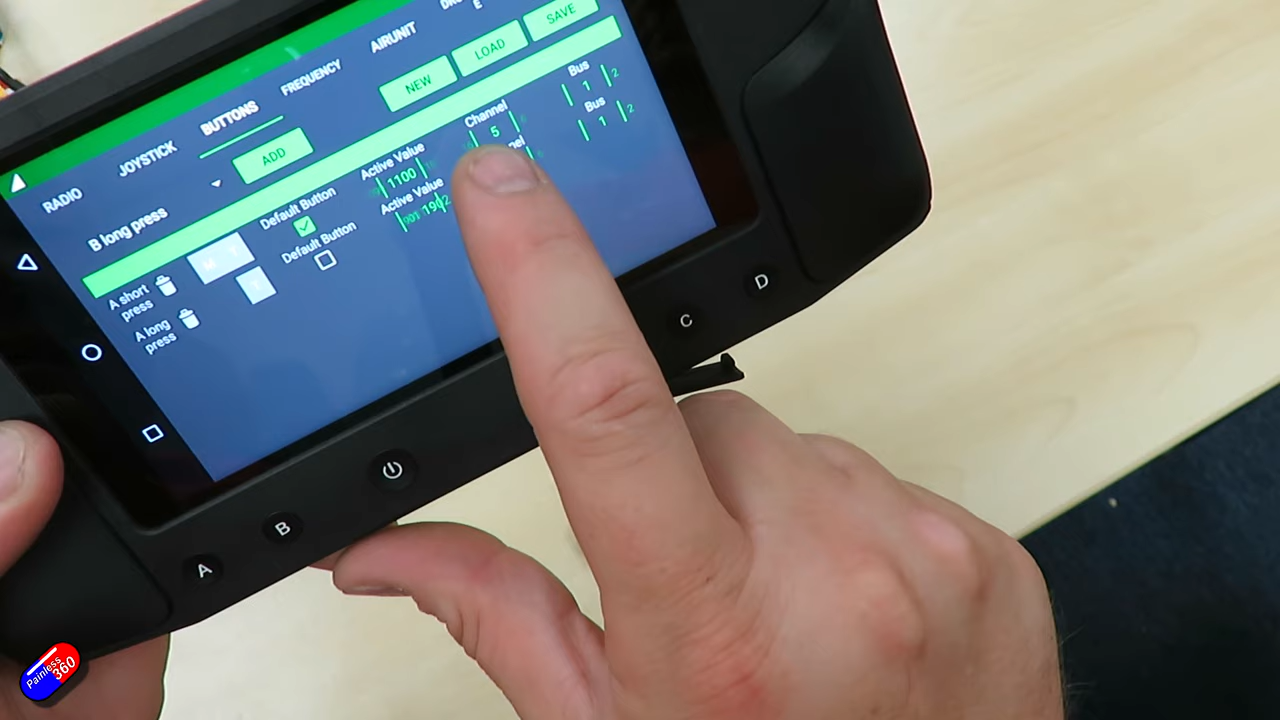 RADIO JOYSTICK BUTTONS FREQUENCY AIRUNIT
B long press ADD NEW LOAD SAVE
A short press Default Button Active Value 1100 Channel 5 Bus 1 2
A long press Default Button Active Value Bus 1 2
A B C D
Painless 360